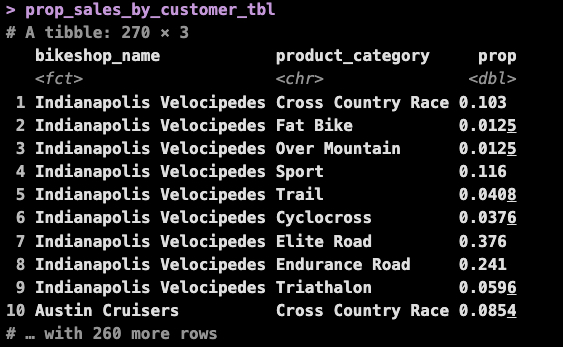 > prop_sales_by_customer_tbl
# A tibble: 270 × 3
   bikeshop_name            product_category     prop
   <fct>                    <chr>               <dbl>
 1 Indianapolis Velocipedes Cross Country Race 0.103
 2 Indianapolis Velocipedes Fat Bike           0.0125
 3 Indianapolis Velocipedes Over Mountain      0.0125
 4 Indianapolis Velocipedes Sport              0.116
 5 Indianapolis Velocipedes Trail              0.0408
 6 Indianapolis Velocipedes Cyclocross         0.0376
 7 Indianapolis Velocipedes Elite Road         0.376
 8 Indianapolis Velocipedes Endurance Road     0.241
 9 Indianapolis Velocipedes Triathalon         0.0596
10 Austin Cruisers          Cross Country Race 0.0854
# … with 260 more rows